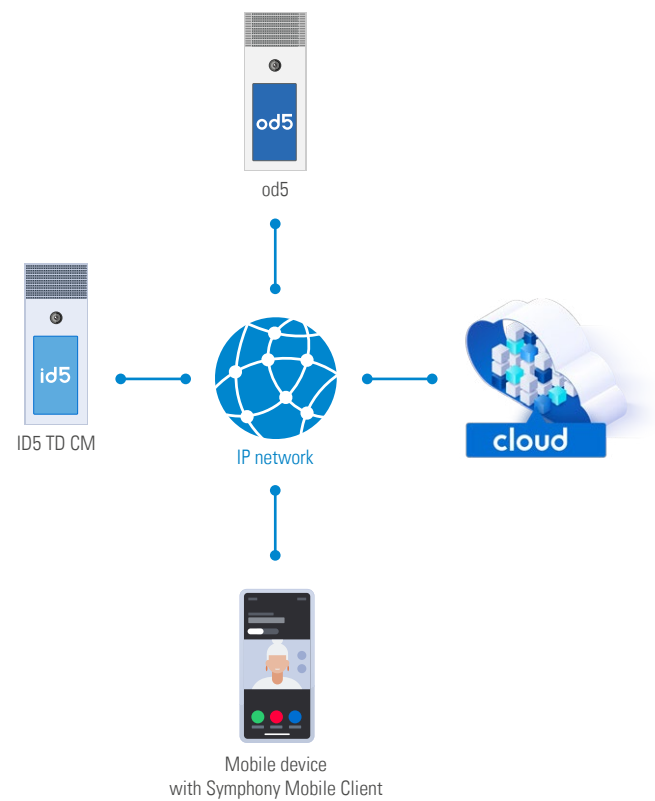 od5
od5
id5
ID5 TD CM
IP network
cloud
Mobile device
with Symphony Mobile Client